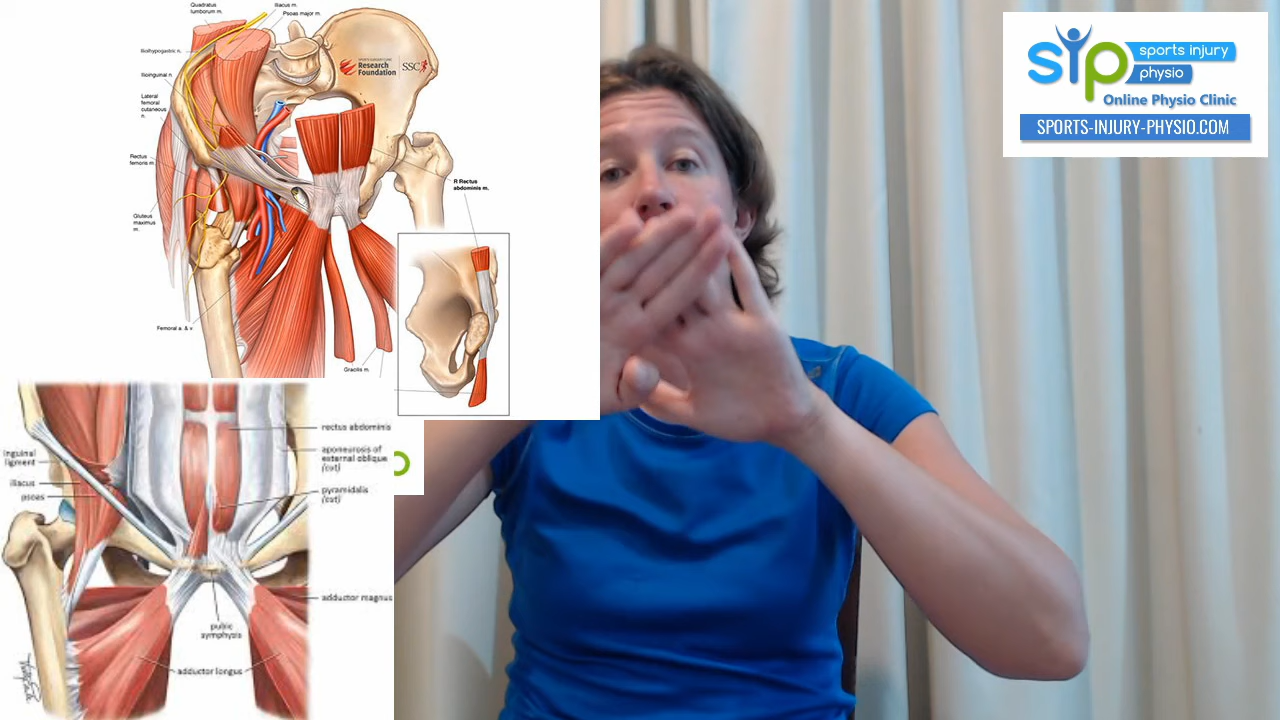 Quadratus
lumborum m.
Iliacus m.
Psoas major m.
Iliohypogastric n.
Ilioinguinal n.
Lateral
femoral
cutaneous
n.
Rectus
femoris m.
Gluteus
maximus
m.
Femoral a. & v
Gracilis m.
R Rectus
abdominis m.
Research
Foundation
SSC
inguinal
ligament
iliacus
psoas
rectus abdominis
aponeurosis of
external oblique
(cut)
pyramidalis
(cut)
adductor magnus
pubic
symphysis
adductor longus
sip
sports injury
physio
Online Physio Clinic
SPORTS-INJURY-PHYSIO.COM